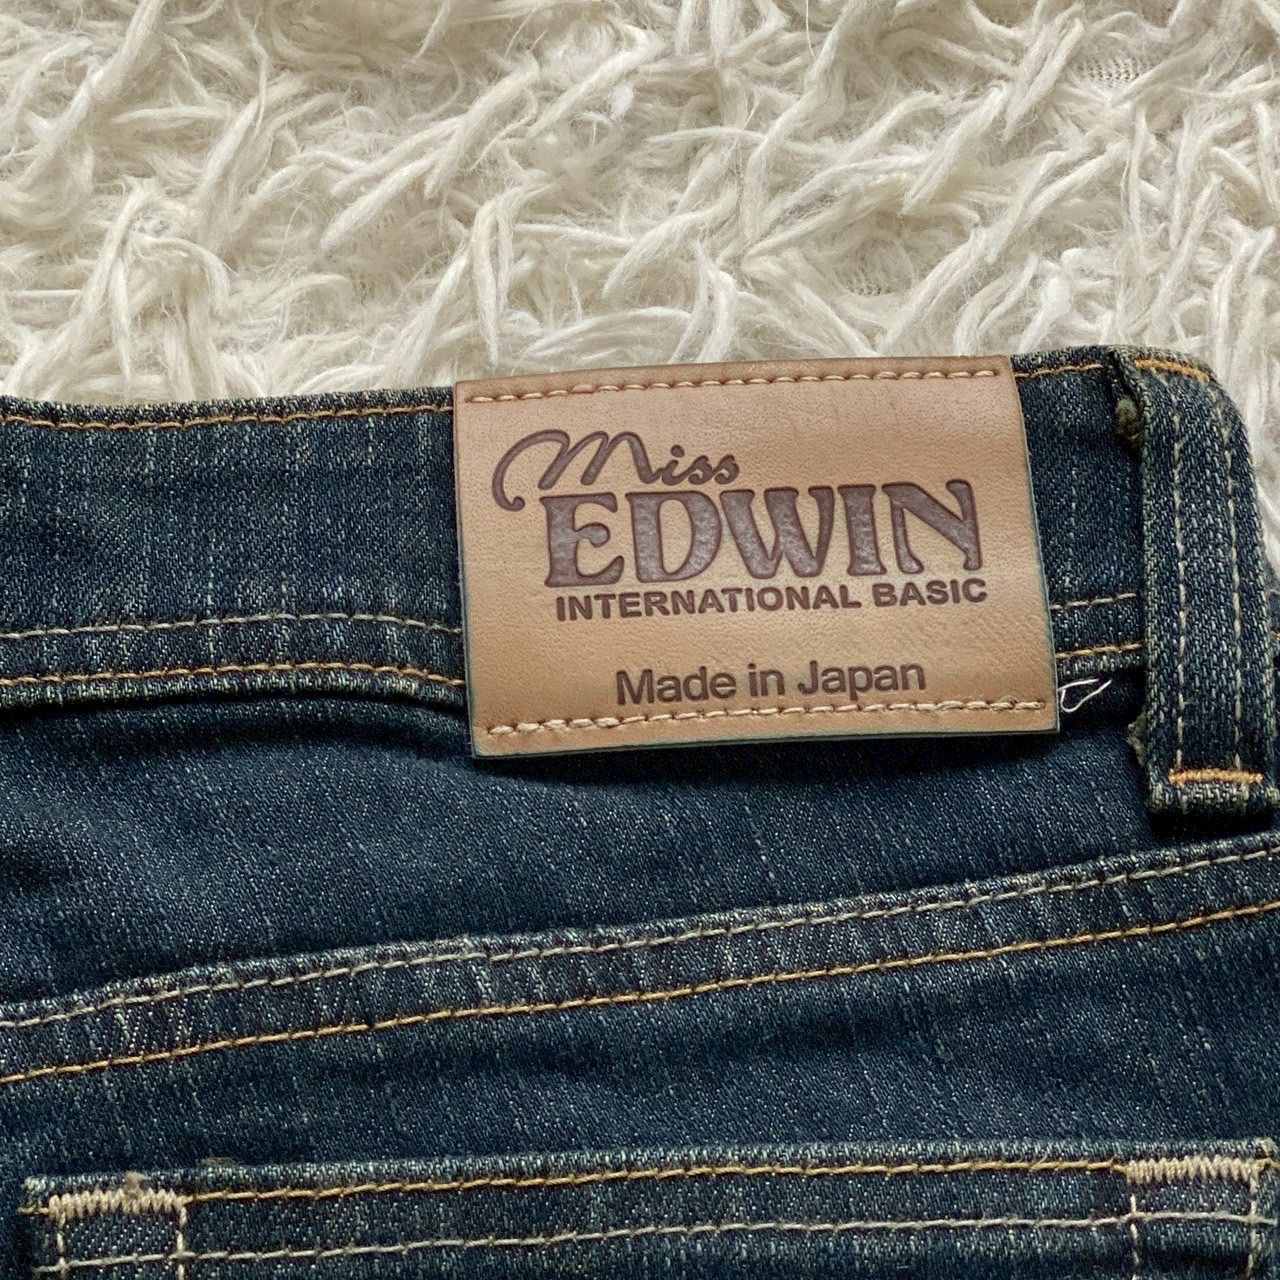 Miss
EDWIN
INTERNATIONAL BASIC
Made in Japan